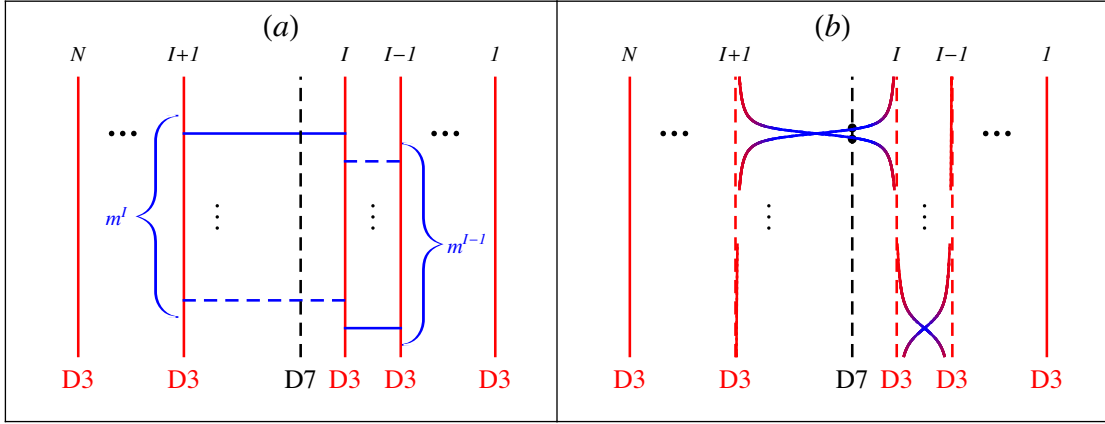 (a)
N I+1 I I−1 1
••• •••
m^I
m^{I−1}
D3 D3 D7 D3 D3 D3
(b)
N I+1 I I−1 1
••• •••
D3 D3 D7 D3 D3 D3